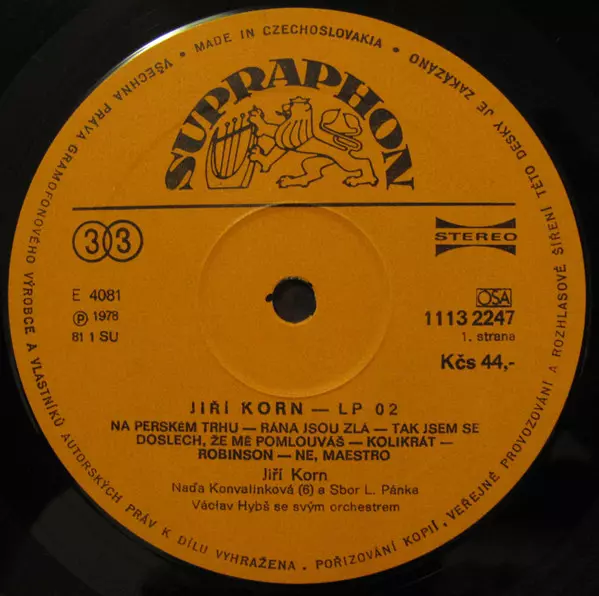 VŠECHNA PRÁVA GRAMOFONOVÉHO VÝROBCE A VLASTNÍKŮ AUTORSKÝCH PRÁV K DÍLU VYHRAŽENA. POŘIZOVÁNÍ KOPIÍ, VEŘEJNÉ PROVOZOVÁNÍ A ROZHLASOVÉ ŠÍŘENÍ TÉTO DESKY JE ZAKÁZÁNO
• MADE IN CZECHOSLOVAKIA •
SUPRAPHON
33
STEREO
E 4081
Ⓟ 1978
81 1 SU
OSA
1113 2247
1. strana
Kčs 44,-
JIŘÍ KORN — LP 02
NA PERSKÉM TRHU — RÁNA JSOU ZLÁ — TAK JSEM SE
DOSLECH, ŽE MĚ POMLOUVÁŠ — KOLIKRÁT —
ROBINSON — NE, MAESTRO
Jiří Korn
Naďa Konvalinková (6) a Sbor L. Pánka
Václav Hybš se svým orchestrem